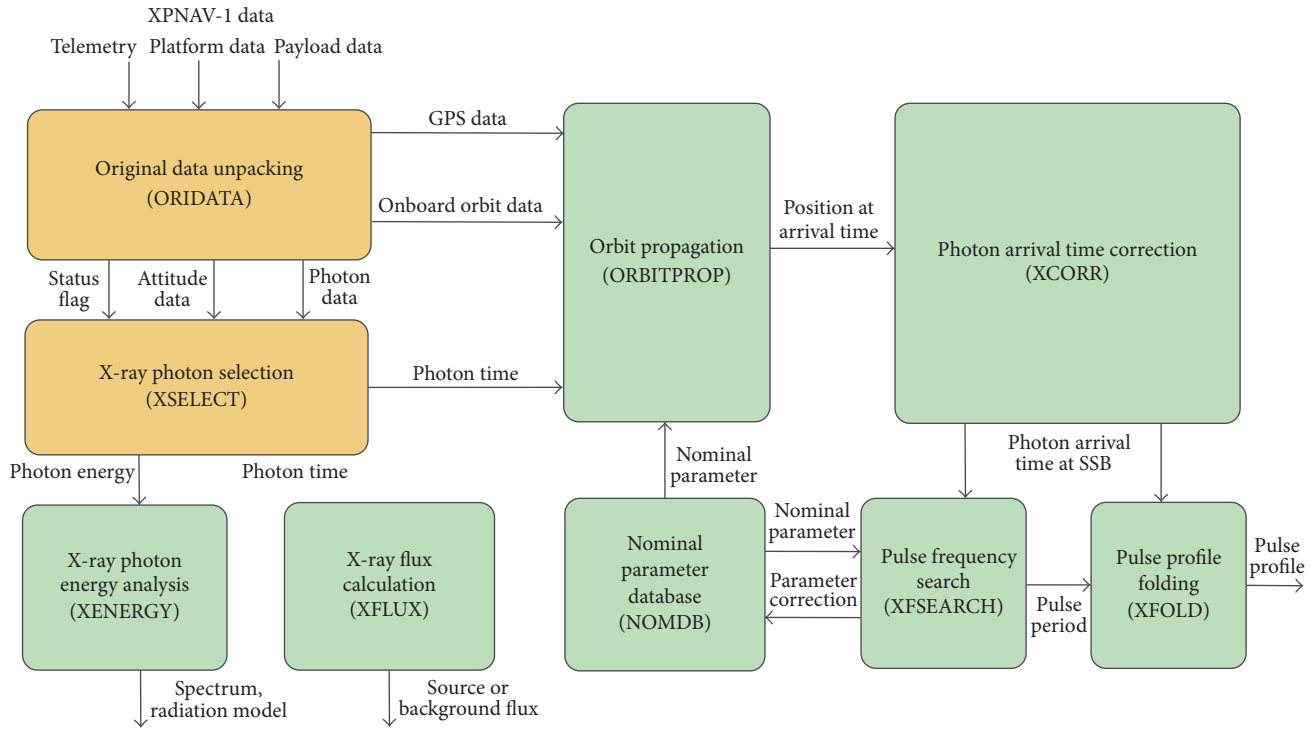 XPNAV-1 data
Telemetry
Platform data
Payload data
Original data unpacking
(ORIDATA)
GPS data
Onboard orbit data
Status
flag
Attitude
data
Photon
data
X-ray photon selection
(XSELECT)
Photon time
Orbit propagation
(ORBITPROP)
Position at
arrival time
Photon arrival time correction
(XCORR)
Photon energy
Photon time
Nominal
parameter
Photon arrival
time at SSB
X-ray photon
energy analysis
(XENERGY)
X-ray flux
calculation
(XFLUX)
Nominal
parameter
database
(NOMDB)
Nominal
parameter
Parameter
correction
Pulse frequency
search
(XFSEARCH)
Pulse
period
Pulse profile
folding
(XFOLD)
Pulse
profile
Spectrum,
radiation model
Source or
background flux